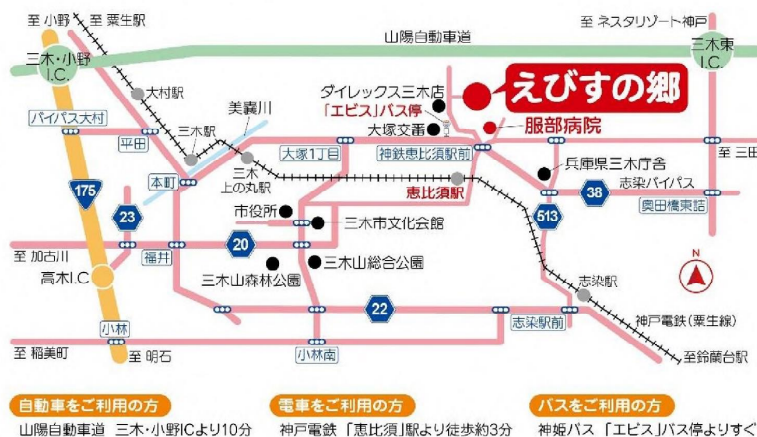 至 小野
至 粟生駅
至 ネスタリゾート神戸
山陽自動車道
三木・小野
I.C.
三木東
I.C.
大村駅
美嚢川
ダイレックス三木店
「エビス」バス停
えびすの郷
バイパス大村
平田
三木駅
大塚交番
服部病院
大塚1丁目
神鉄恵比須駅前
至 三田
三木
上の丸駅
本町
恵比須駅
兵庫県三木庁舎
175
23
38
志染バイパス
奥田橋東詰
市役所
三木市文化会館
513
至 加古川
福井
20
高木I.C
三木山森林公園
三木山総合公園
N
志染駅
22
小林
志染駅前
神戸電鉄(粟生線)
至 稲美町
至 明石
小林南
至鈴蘭台駅
自動車をご利用の方
山陽自動車道 三木・小野ICより10分
電車をご利用の方
神戸電鉄 「恵比須」駅より徒歩約3分
バスをご利用の方
神姫バス 「エビス」バス停よりすぐ